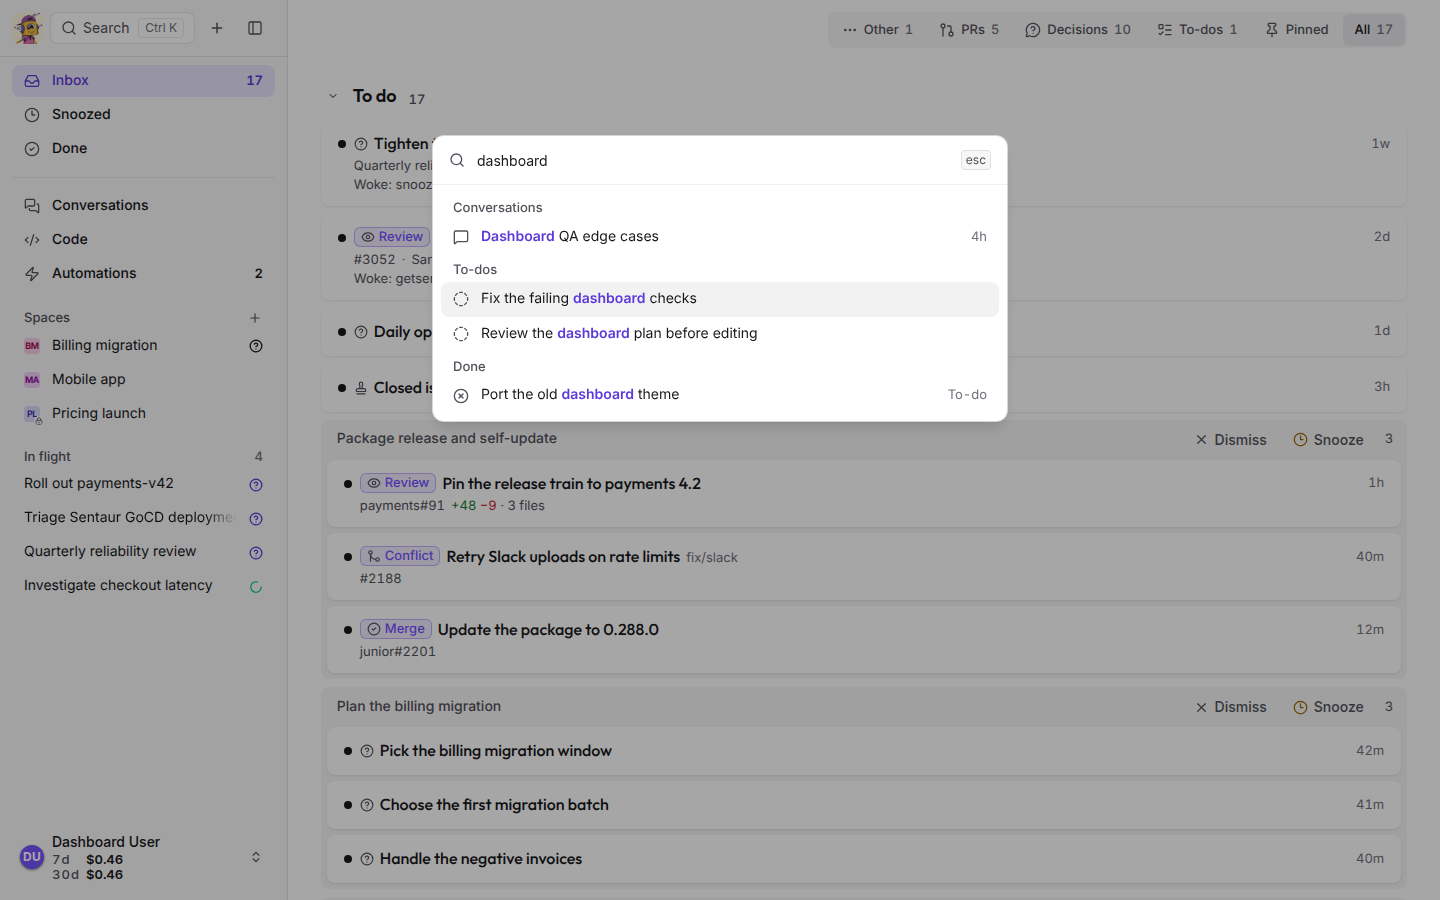 Search Ctrl K
Inbox 17
Snoozed
Done
Conversations
Code
Automations 2
Spaces
BM Billing migration
MA Mobile app
PL Pricing launch
In flight 4
Roll out payments-v42
Triage Sentaur GoCD deployme
Quarterly reliability review
Investigate checkout latency
DU Dashboard User
7d $0.46
30d $0.46
Other 1 PRs 5 Decisions 10 To-dos 1 Pinned All 17
To do 17
Tighten 1w
Quarterly reli
Woke: snooz
Review 2d
#3052 · Sar
Woke: getser
Daily op 1d
Closed is 3h
dashboard esc
Conversations
Dashboard QA edge cases 4h
To-dos
Fix the failing dashboard checks
Review the dashboard plan before editing
Done
Port the old dashboard theme To-do
Package release and self-update Dismiss Snooze 3
Review Pin the release train to payments 4.2 1h
payments#91 +48 −9 · 3 files
Conflict Retry Slack uploads on rate limits fix/slack 40m
#2188
Merge Update the package to 0.288.0 12m
junior#2201
Plan the billing migration Dismiss Snooze 3
Pick the billing migration window 42m
Choose the first migration batch 41m
Handle the negative invoices 40m